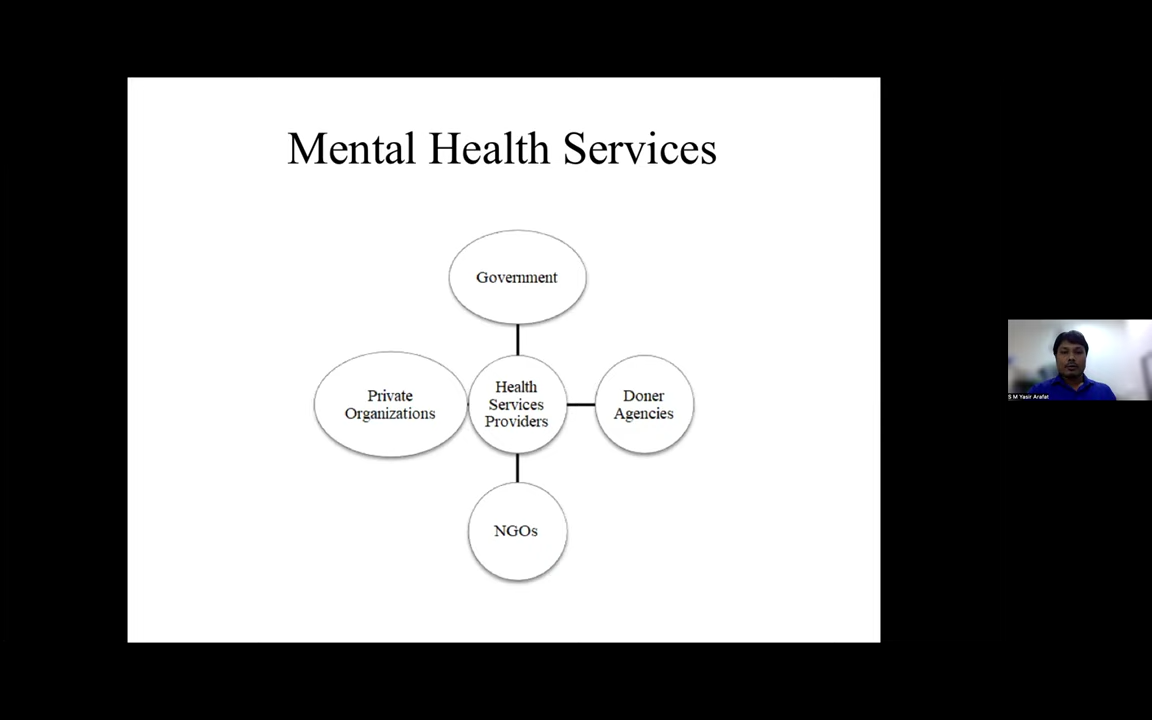 Mental Health Services
Government
Private
Organizations
Health
Services
Providers
Doner
Agencies
NGOs
S M Yasir Arafat